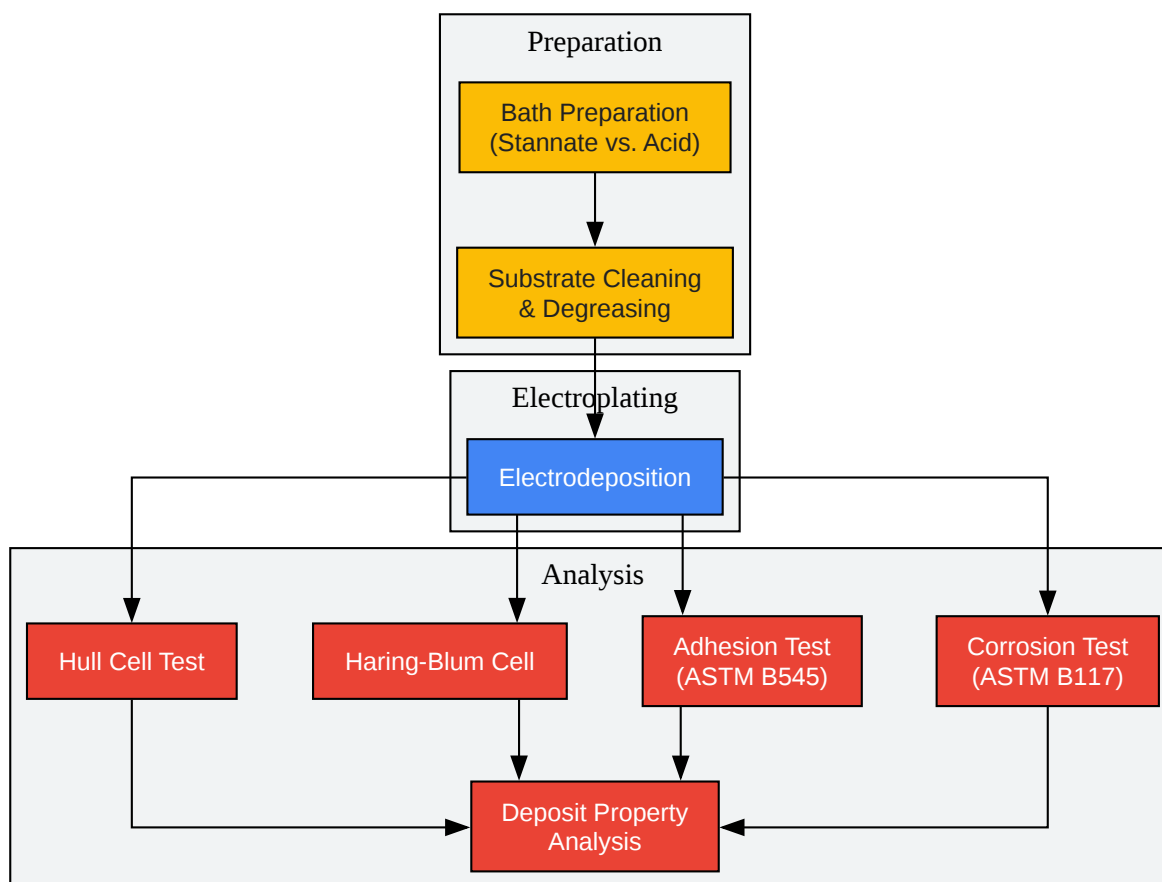 Preparation
Bath Preparation
(Stannate vs. Acid)
Substrate Cleaning
& Degreasing
Electroplating
Electrodeposition
Analysis
Hull Cell Test
Haring-Blum Cell
Adhesion Test
(ASTM B545)
Corrosion Test
(ASTM B117)
Deposit Property
Analysis